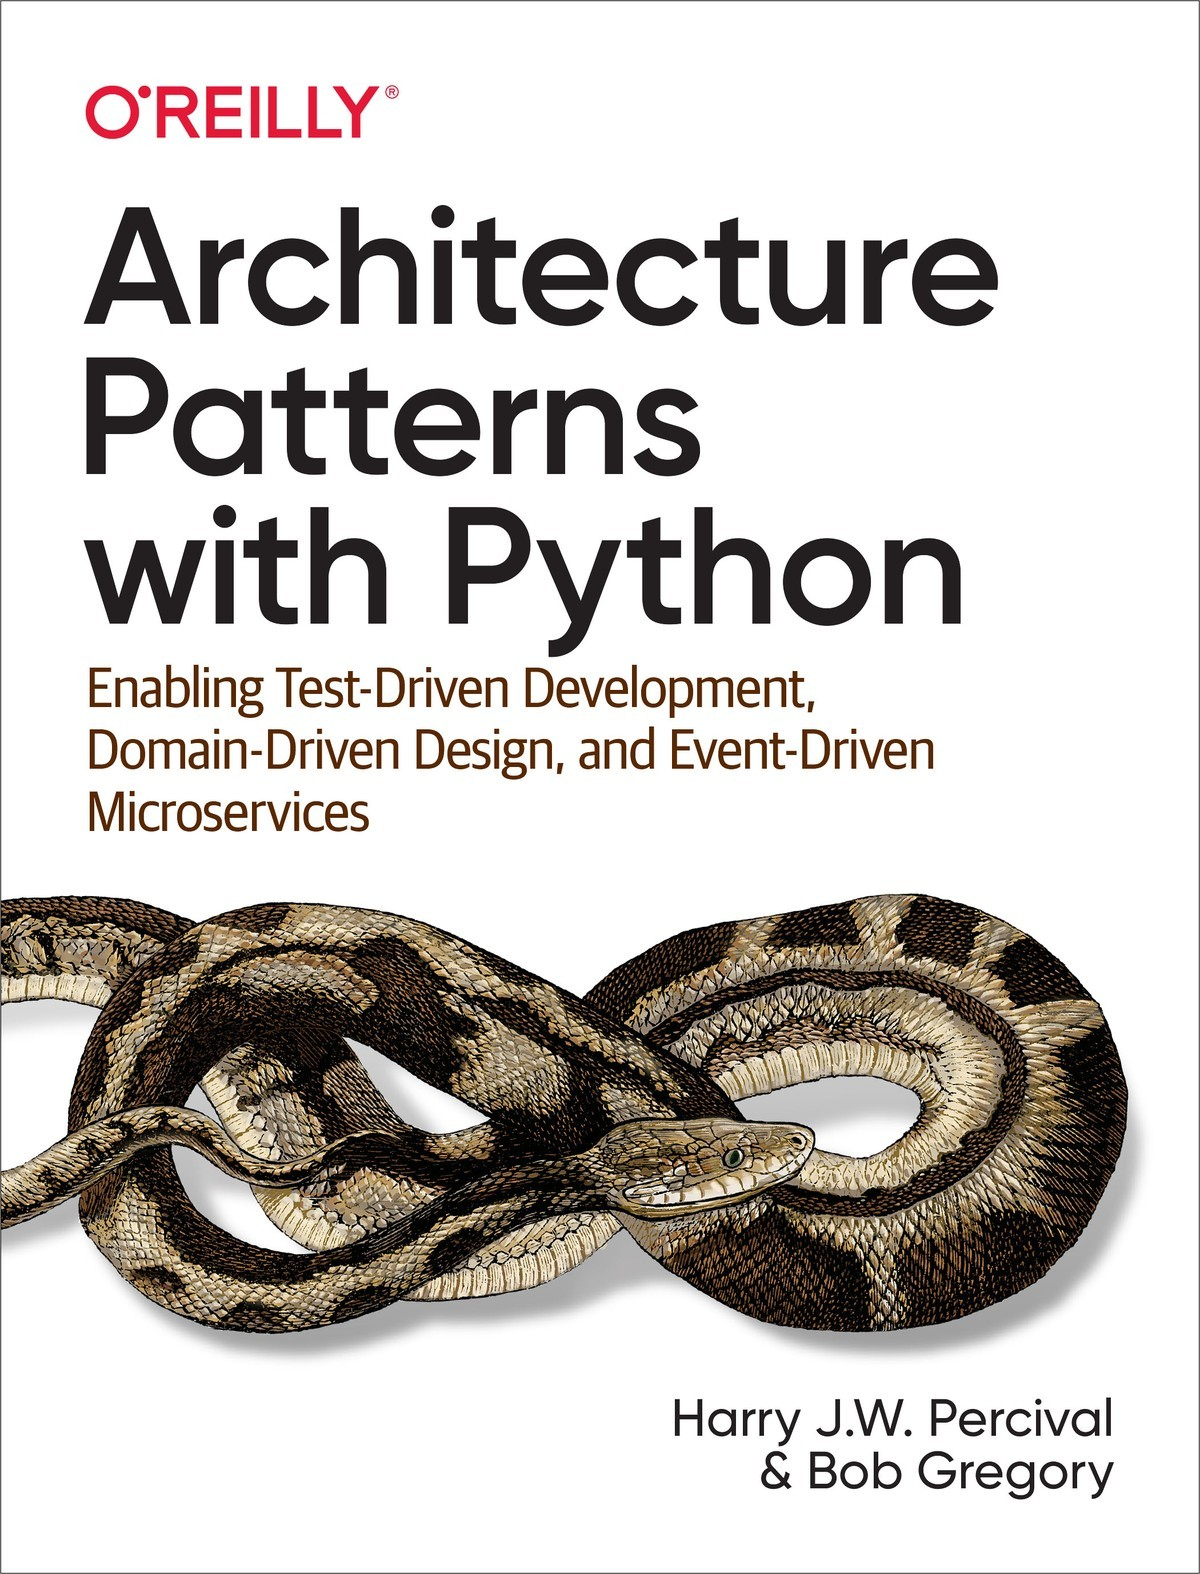 O'REILLY®
Architecture
Patterns
with Python
Enabling Test-Driven Development,
Domain-Driven Design, and Event-Driven
Microservices
Harry J.W. Percival
& Bob Gregory